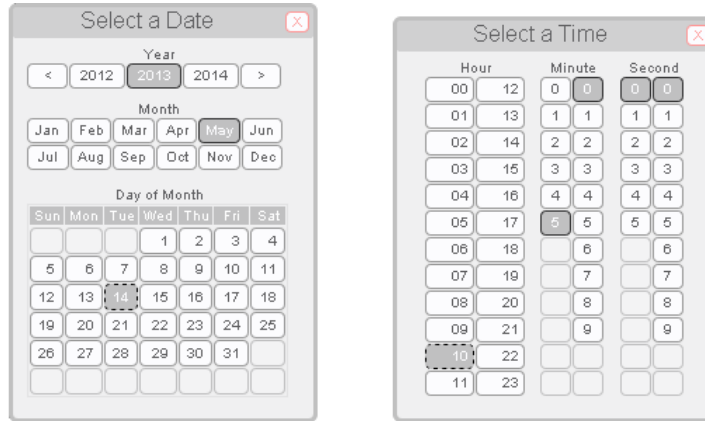 Select a Date X
Year
< 2012 2013 2014 >
Month
Jan Feb Mar Apr May Jun
Jul Aug Sep Oct Nov Dec
Day of Month
Sun Mon Tue Wed Thu Fri Sat
1 2 3 4
5 6 7 8 9 10 11
12 13 14 15 16 17 18
19 20 21 22 23 24 25
26 27 28 29 30 31
Select a Time X
Hour Minute Second
00 12 0 0 0 0
01 13 1 1 1 1
02 14 2 2 2 2
03 15 3 3 3 3
04 16 4 4 4 4
05 17 5 5 5 5
06 18 6 6
07 19 7 7
08 20 8 8
09 21 9 9
10 22
11 23